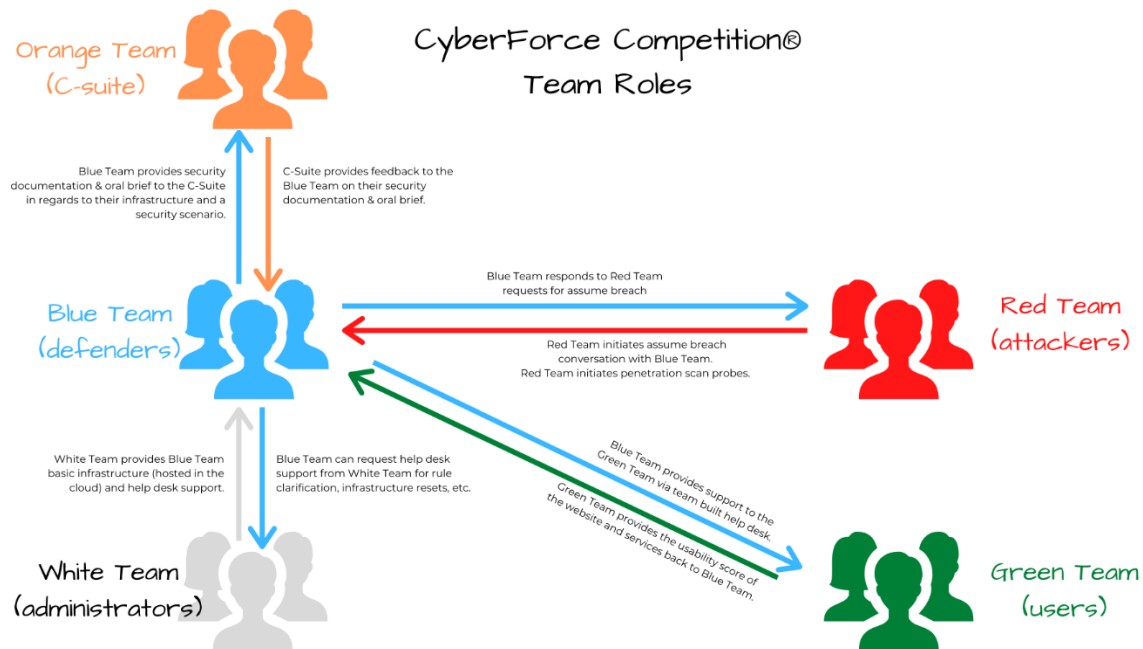 CyberForce Competition®
Team Roles
Orange Team
(C-suite)
Blue Team provides security
documentation & oral brief to the C-Suite
in regards to their infrastructure and a
security scenario.
C-Suite provides feedback to the
Blue Team on their security
documentation & oral brief.
Blue Team
(defenders)
Blue Team responds to Red Team
requests for assume breach
Red Team initiates assume breach
conversation with Blue Team.
Red Team initiates penetration scan probes.
Red Team
(attackers)
White Team provides Blue Team
basic infrastructure (hosted in the
cloud) and help desk support.
Blue Team can request help desk
support from White Team for rule
clarification, infrastructure resets, etc.
Blue Team provides support to the
Green Team via team built help desk.
Green Team provides the usability score of
the website and services back to Blue Team.
White Team
(administrators)
Green Team
(users)